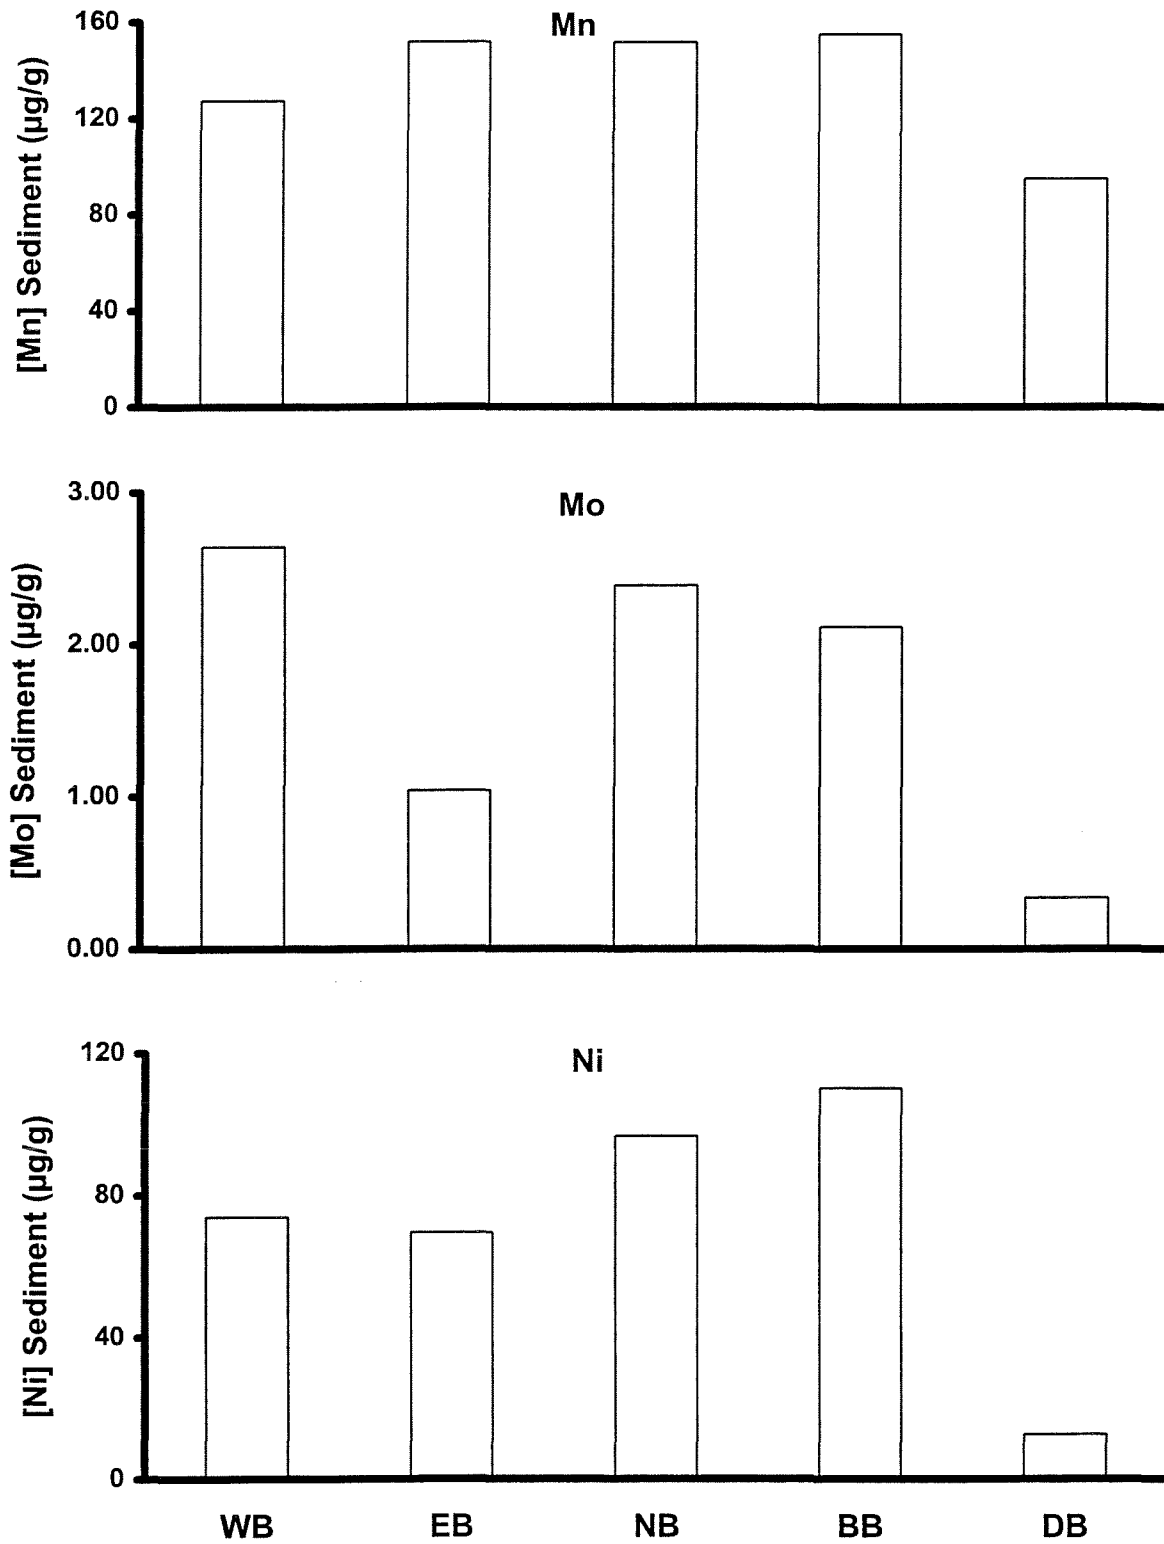 Mn
[Mn] Sediment (µg/g)
160
120
80
40
0
Mo
[Mo] Sediment (µg/g)
3.00
2.00
1.00
0.00
Ni
[Ni] Sediment (µg/g)
120
80
40
0
WB EB NB BB DB